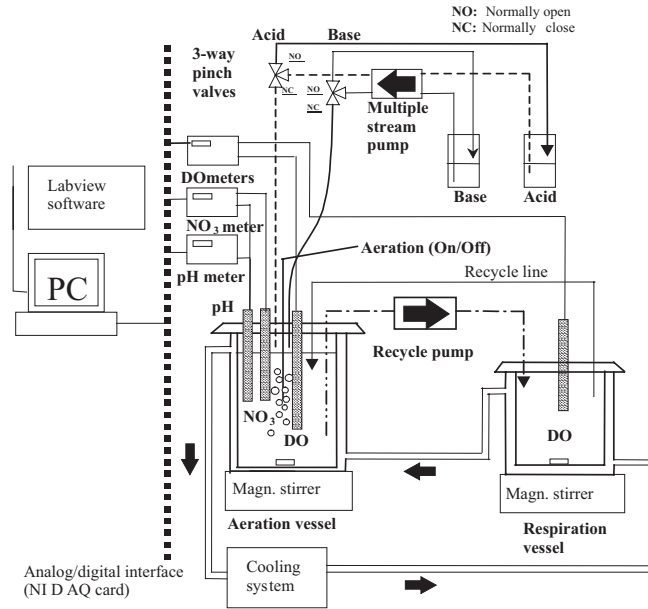 NO: Normally open
NC: Normally close
Acid
Base
3-way
pinch
valves
NO
NC
NO
NC
Multiple
stream
pump
Base
Acid
DOmeters
Labview
software
NO3 meter
pH meter
PC
Aeration (On/Off)
Recycle line
pH
Recycle pump
NO3
DO
DO
Magn. stirrer
Magn. stirrer
Aeration vessel
Respiration
vessel
Cooling
system
Analog/digital interface
(NI D AQ card)